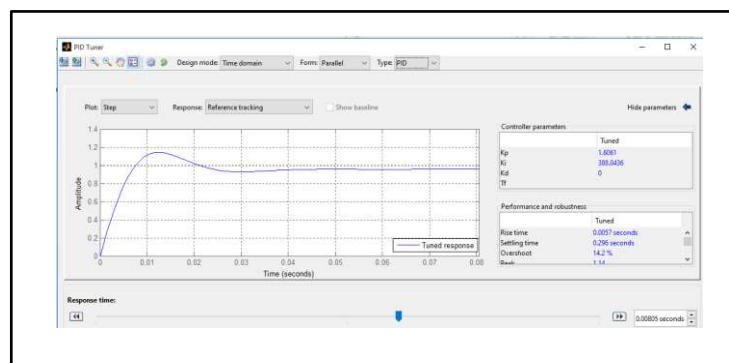 PID Tuner
Design mode: Time domain Form: Parallel Type: PID
Plot: Step Response: Reference tracking Show baseline Hide parameters
Controller parameters
Tuned
Kp 1.6061
Ki 388.0436
Kd 0
Tf
Performance and robustness
Tuned
Rise time 0.0057 seconds
Settling time 0.296 seconds
Overshoot 14.2 %
Peak 1.14
1.4
1.2
1
0.8
0.6
0.4
0.2
0
Amplitude
Tuned response
0 0.01 0.02 0.03 0.04 0.05 0.06 0.07 0.08
Time (seconds)
Response time:
0.00805 seconds